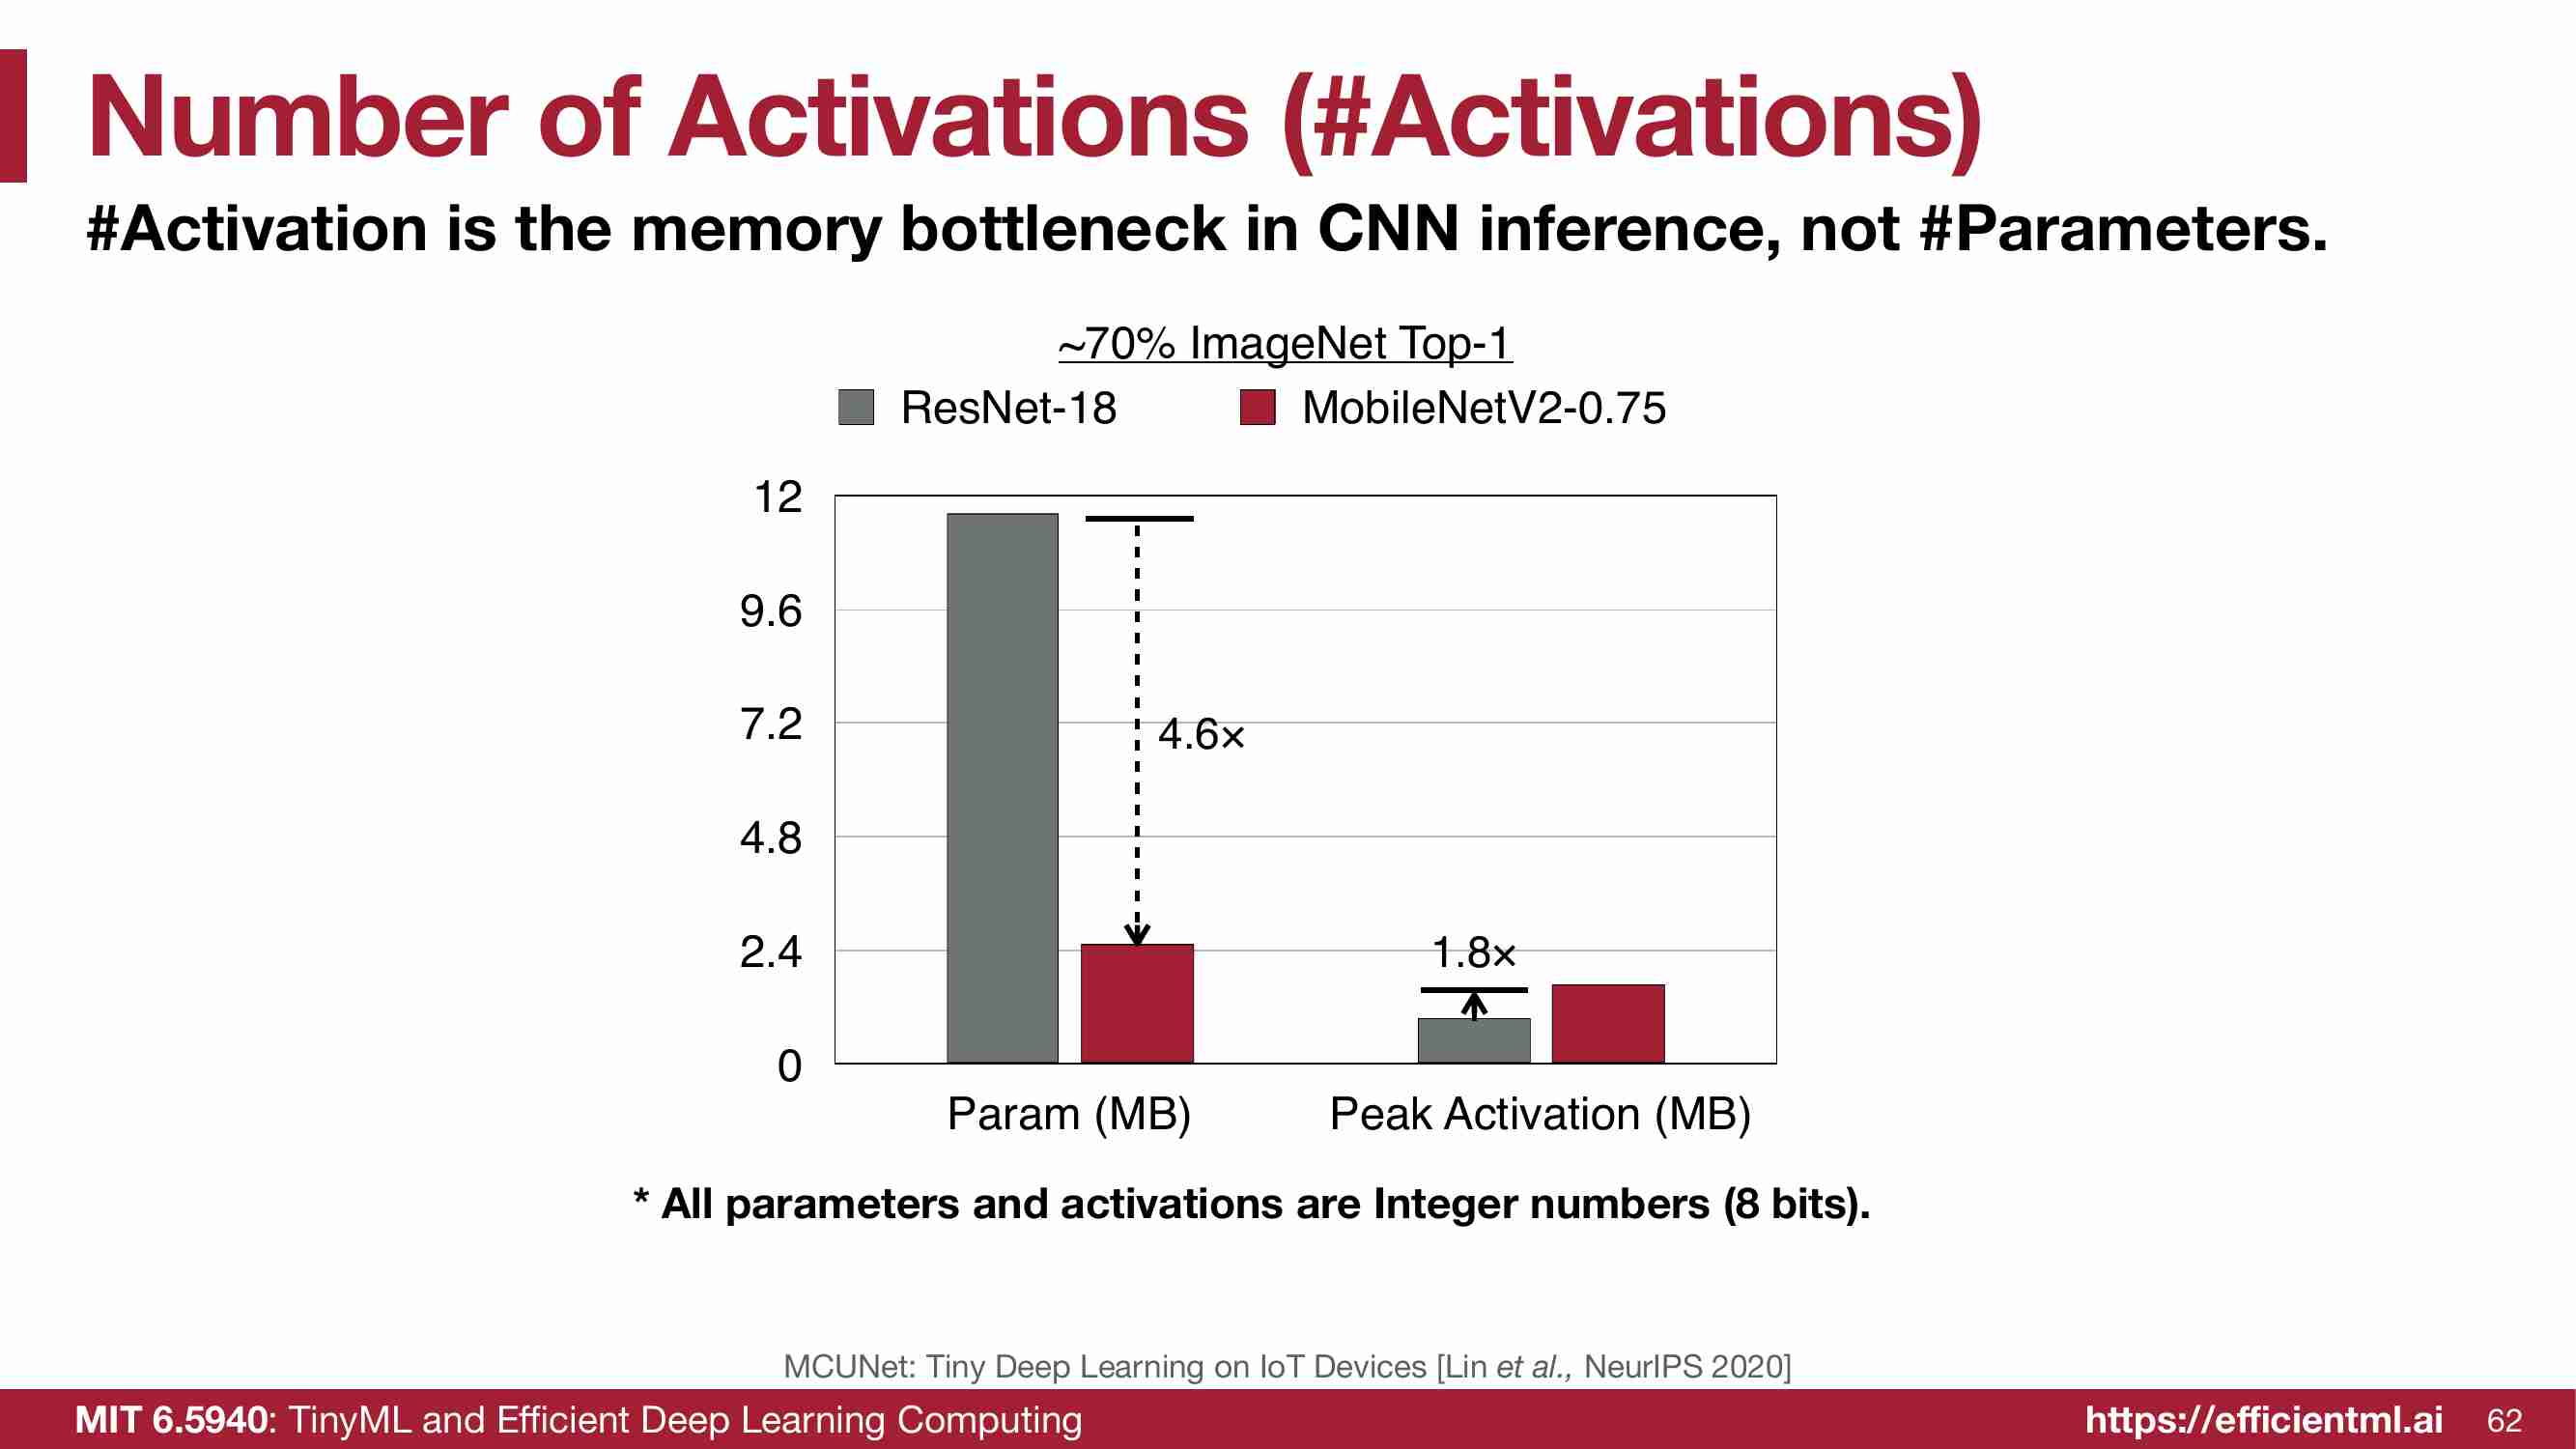 Number of Activations (#Activations)
#Activation is the memory bottleneck in CNN inference, not #Parameters.
~70% ImageNet Top-1
ResNet-18
MobileNetV2-0.75
12
9.6
7.2
4.8
2.4
0
4.6×
1.8×
Param (MB)
Peak Activation (MB)
* All parameters and activations are Integer numbers (8 bits).
MCUNet: Tiny Deep Learning on IoT Devices [Lin et al., NeurIPS 2020]
MIT 6.5940: TinyML and Efficient Deep Learning Computing
https://efficientml.ai
62